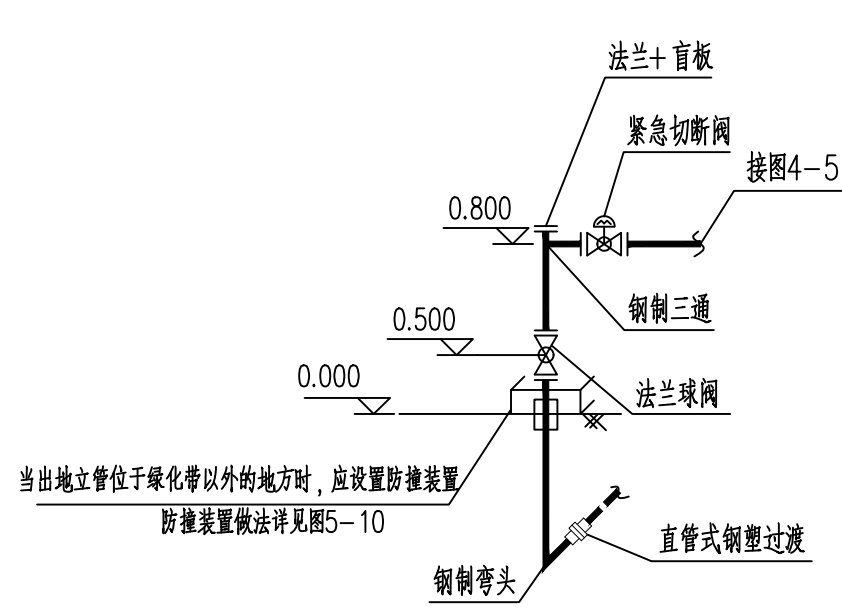 法兰+盲板
紧急切断阀
接图4-5
0.800
钢制三通
0.500
0.000
法兰球阀
当出地立管位于绿化带以外的地方时，应设置防撞装置
防撞装置做法详见图5-10
直管式钢塑过渡
钢制弯头